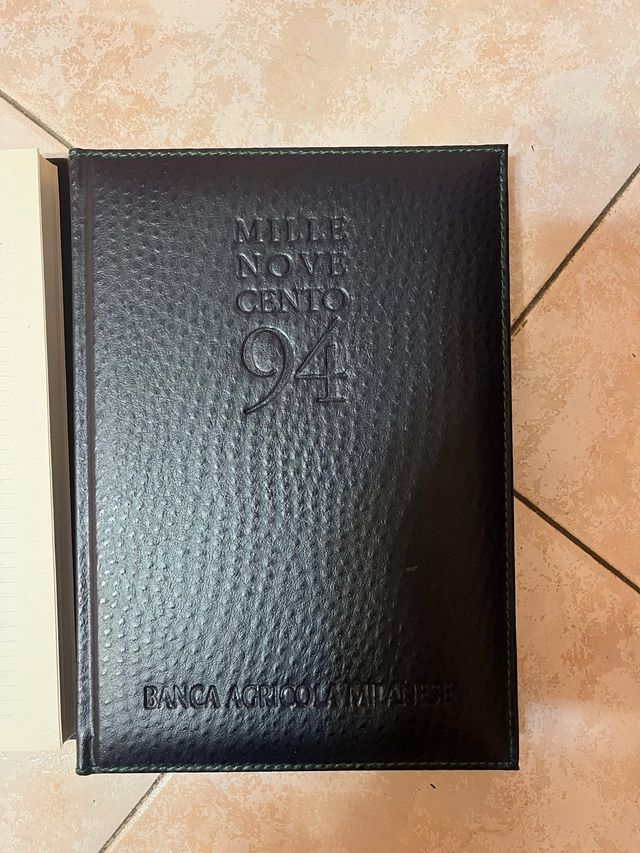 MILLE
NOVE
CENTO
94
BANCA AGRICOLA MILANESE